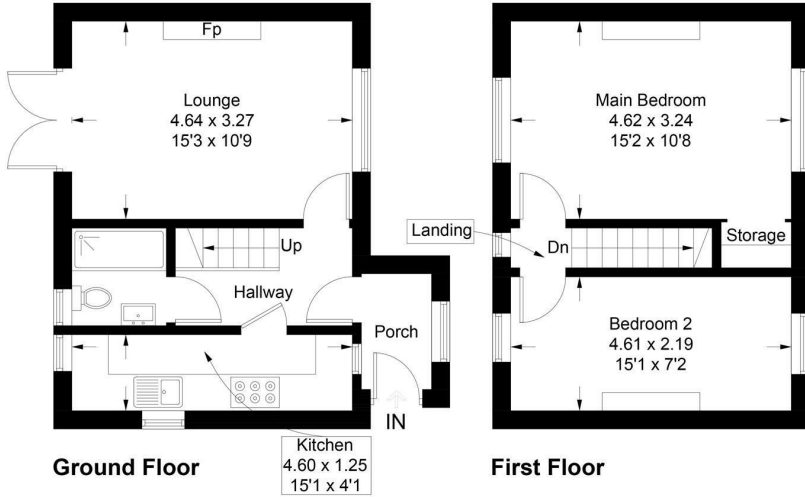 Fp
Lounge
4.64 x 3.27
15'3 x 10'9
Up
Hallway
Porch
IN
Kitchen
4.60 x 1.25
15'1 x 4'1
Ground Floor
Main Bedroom
4.62 x 3.24
15'2 x 10'8
Landing
Dn
Storage
Bedroom 2
4.61 x 2.19
15'1 x 7'2
First Floor